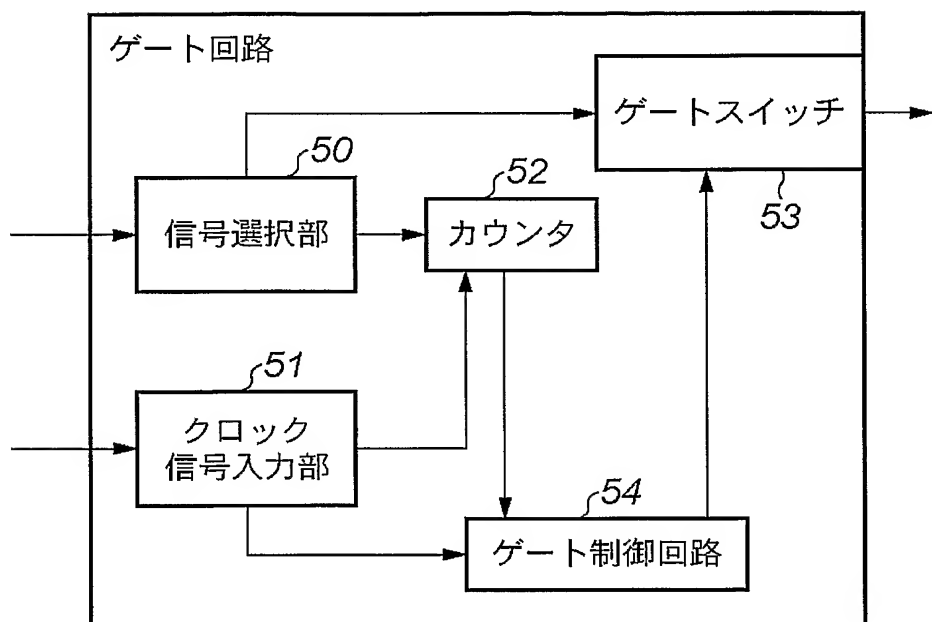 ゲート回路
ゲートスイッチ
53
50
信号選択部
52
カウンタ
51
クロック
信号入力部
54
ゲート制御回路